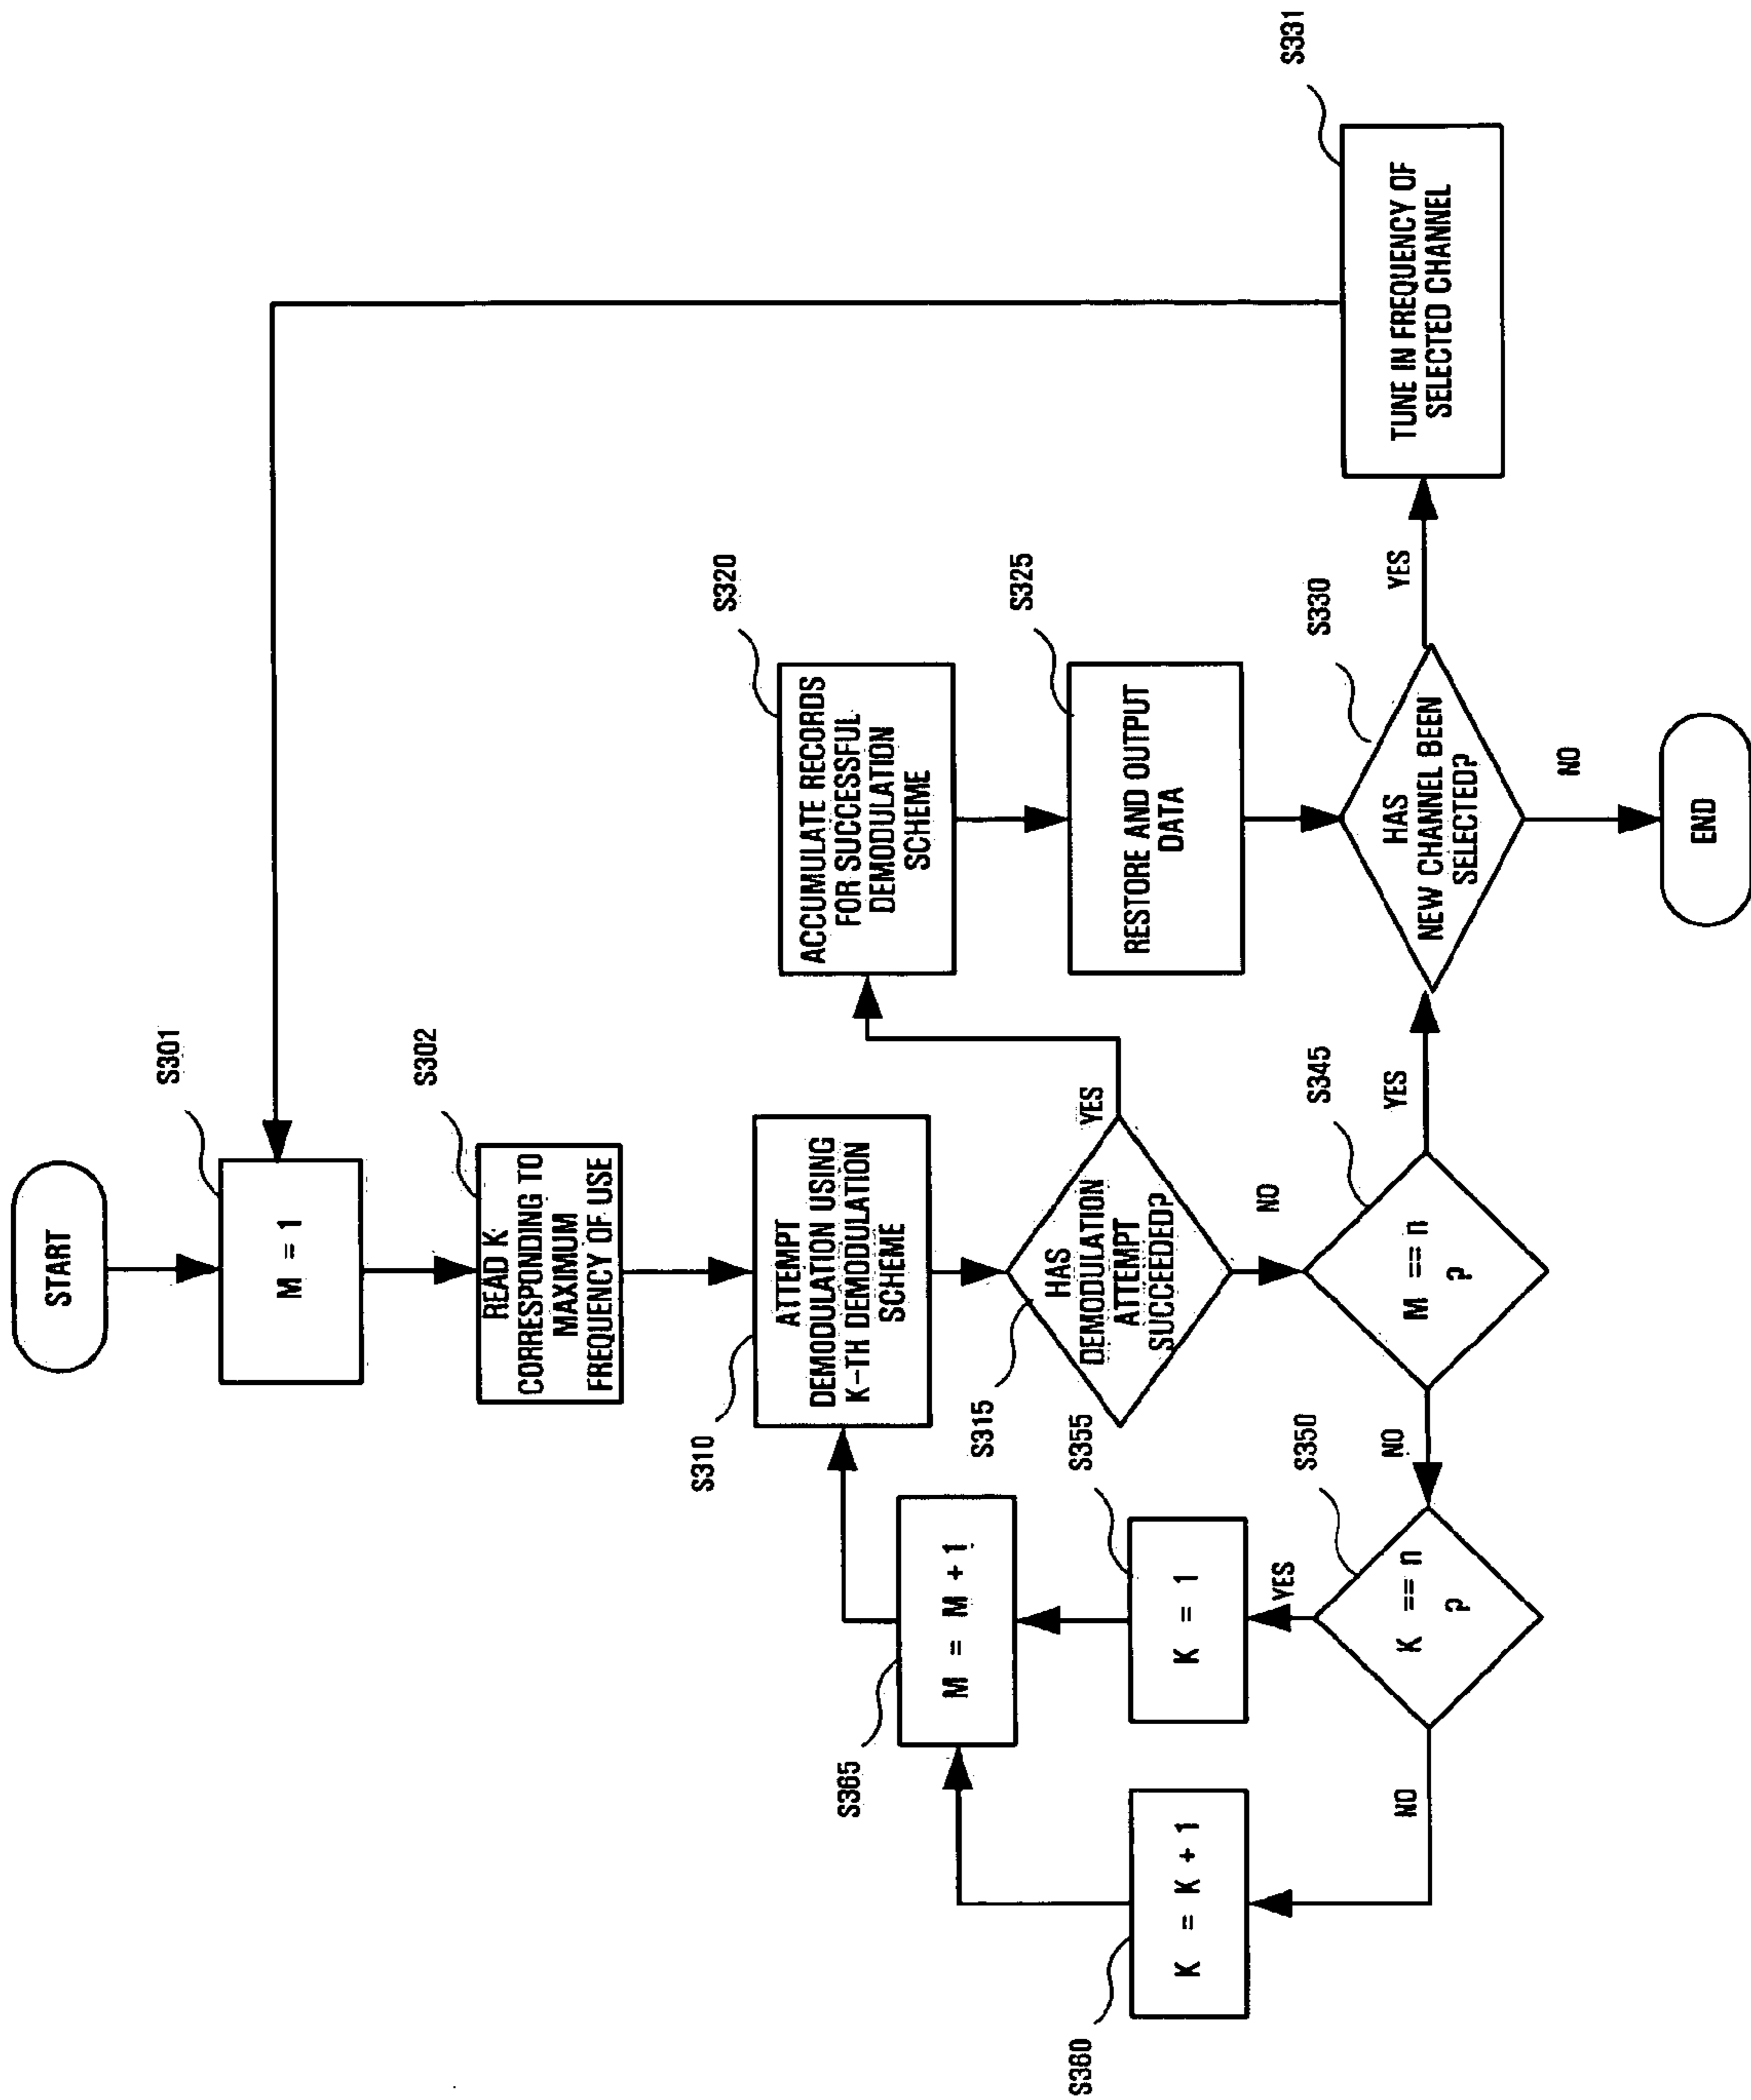 START
S301
M = 1
S302
READ K
CORRESPONDING TO
MAXIMUM
FREQUENCY OF USE
S310
ATTEMPT
DEMODULATION USING
K-TH DEMODULATION
SCHEME
S315
HAS
DEMODULATION
ATTEMPT
SUCCEEDED?
YES
NO
S320
ACCUMULATE RECORDS
FOR SUCCESSFUL
DEMODULATION
SCHEME
S325
RESTORE AND OUTPUT
DATA
S330
HAS
NEW CHANNEL BEEN
SELECTED?
YES
NO
S331
TUNE IN FREQUENCY OF
SELECTED CHANNEL
END
S345
M == n
?
YES
NO
S350
K == n
?
YES
NO
S355
K = 1
S360
K = K + 1
S365
M = M + 1